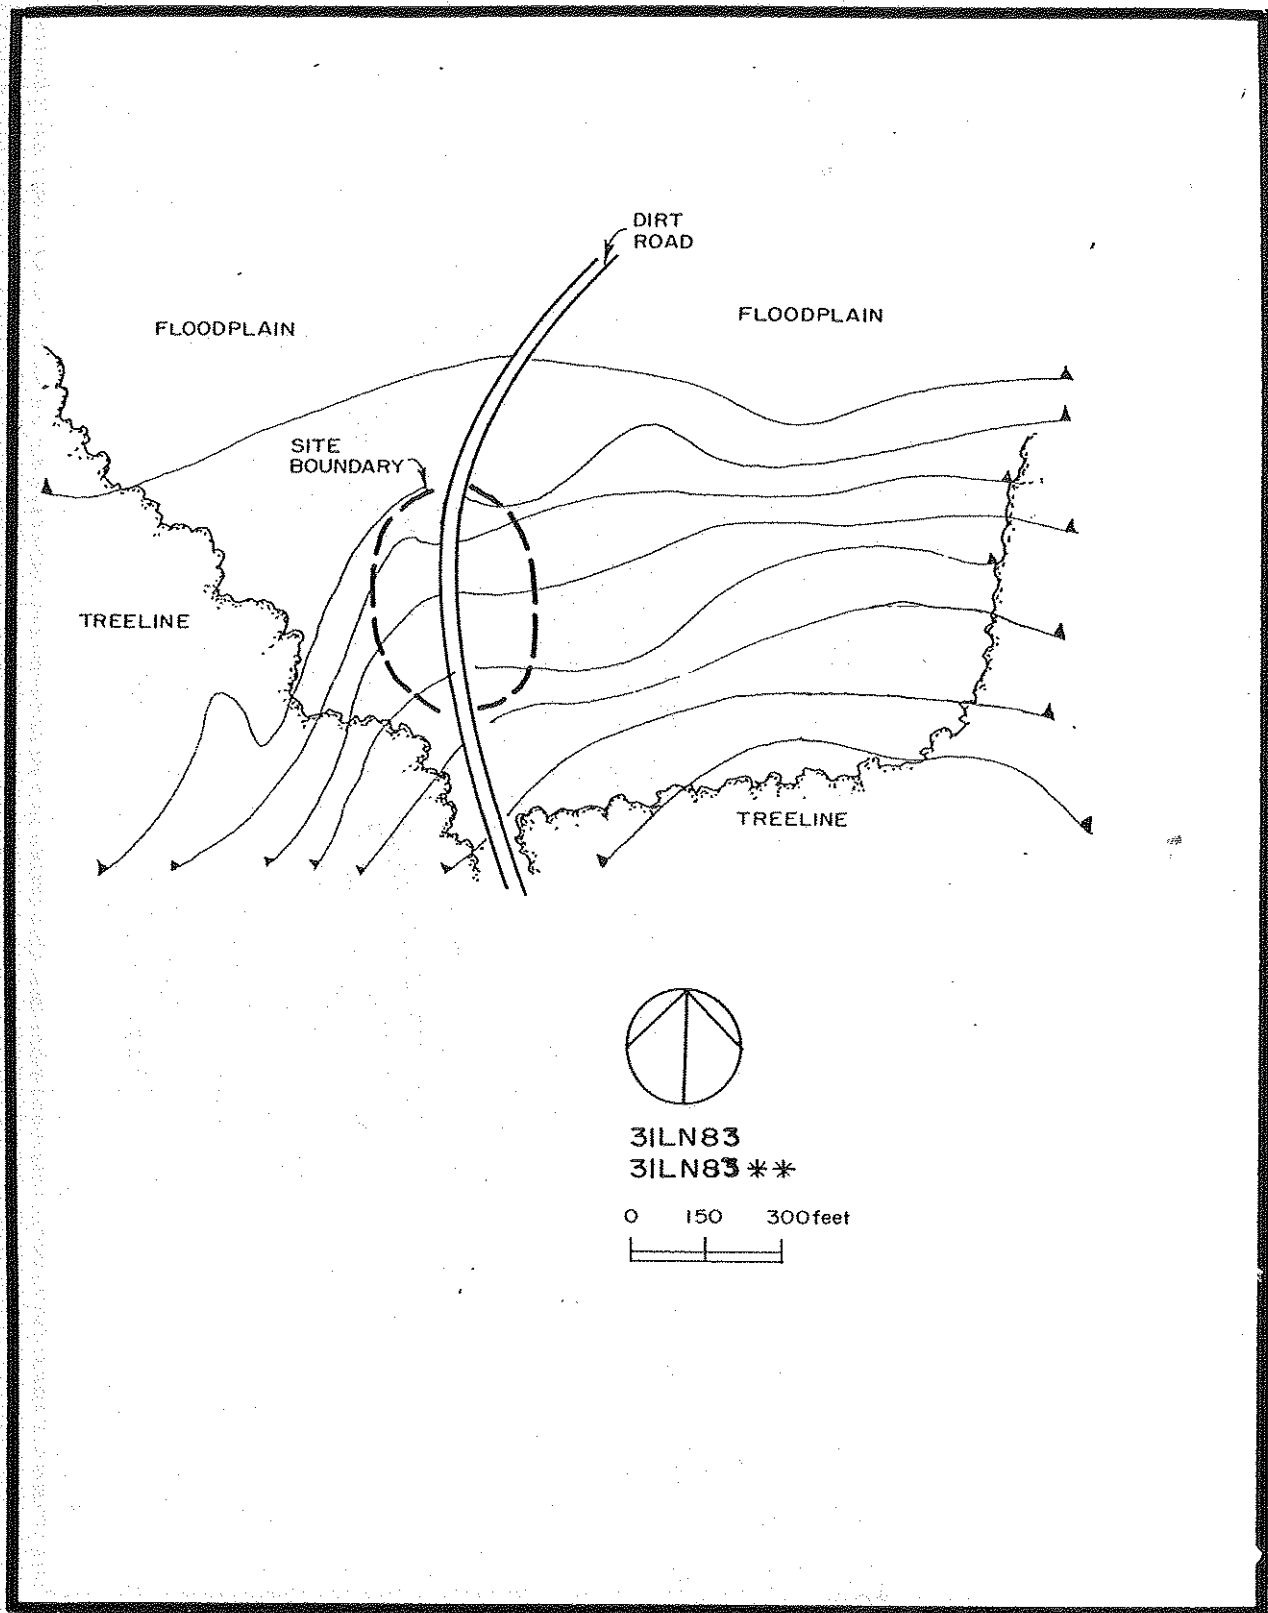 DIRT
ROAD
FLOODPLAIN
FLOODPLAIN
SITE
BOUNDARY
TREELINE
TREELINE
31LN83
31LN83**
0 150 300feet